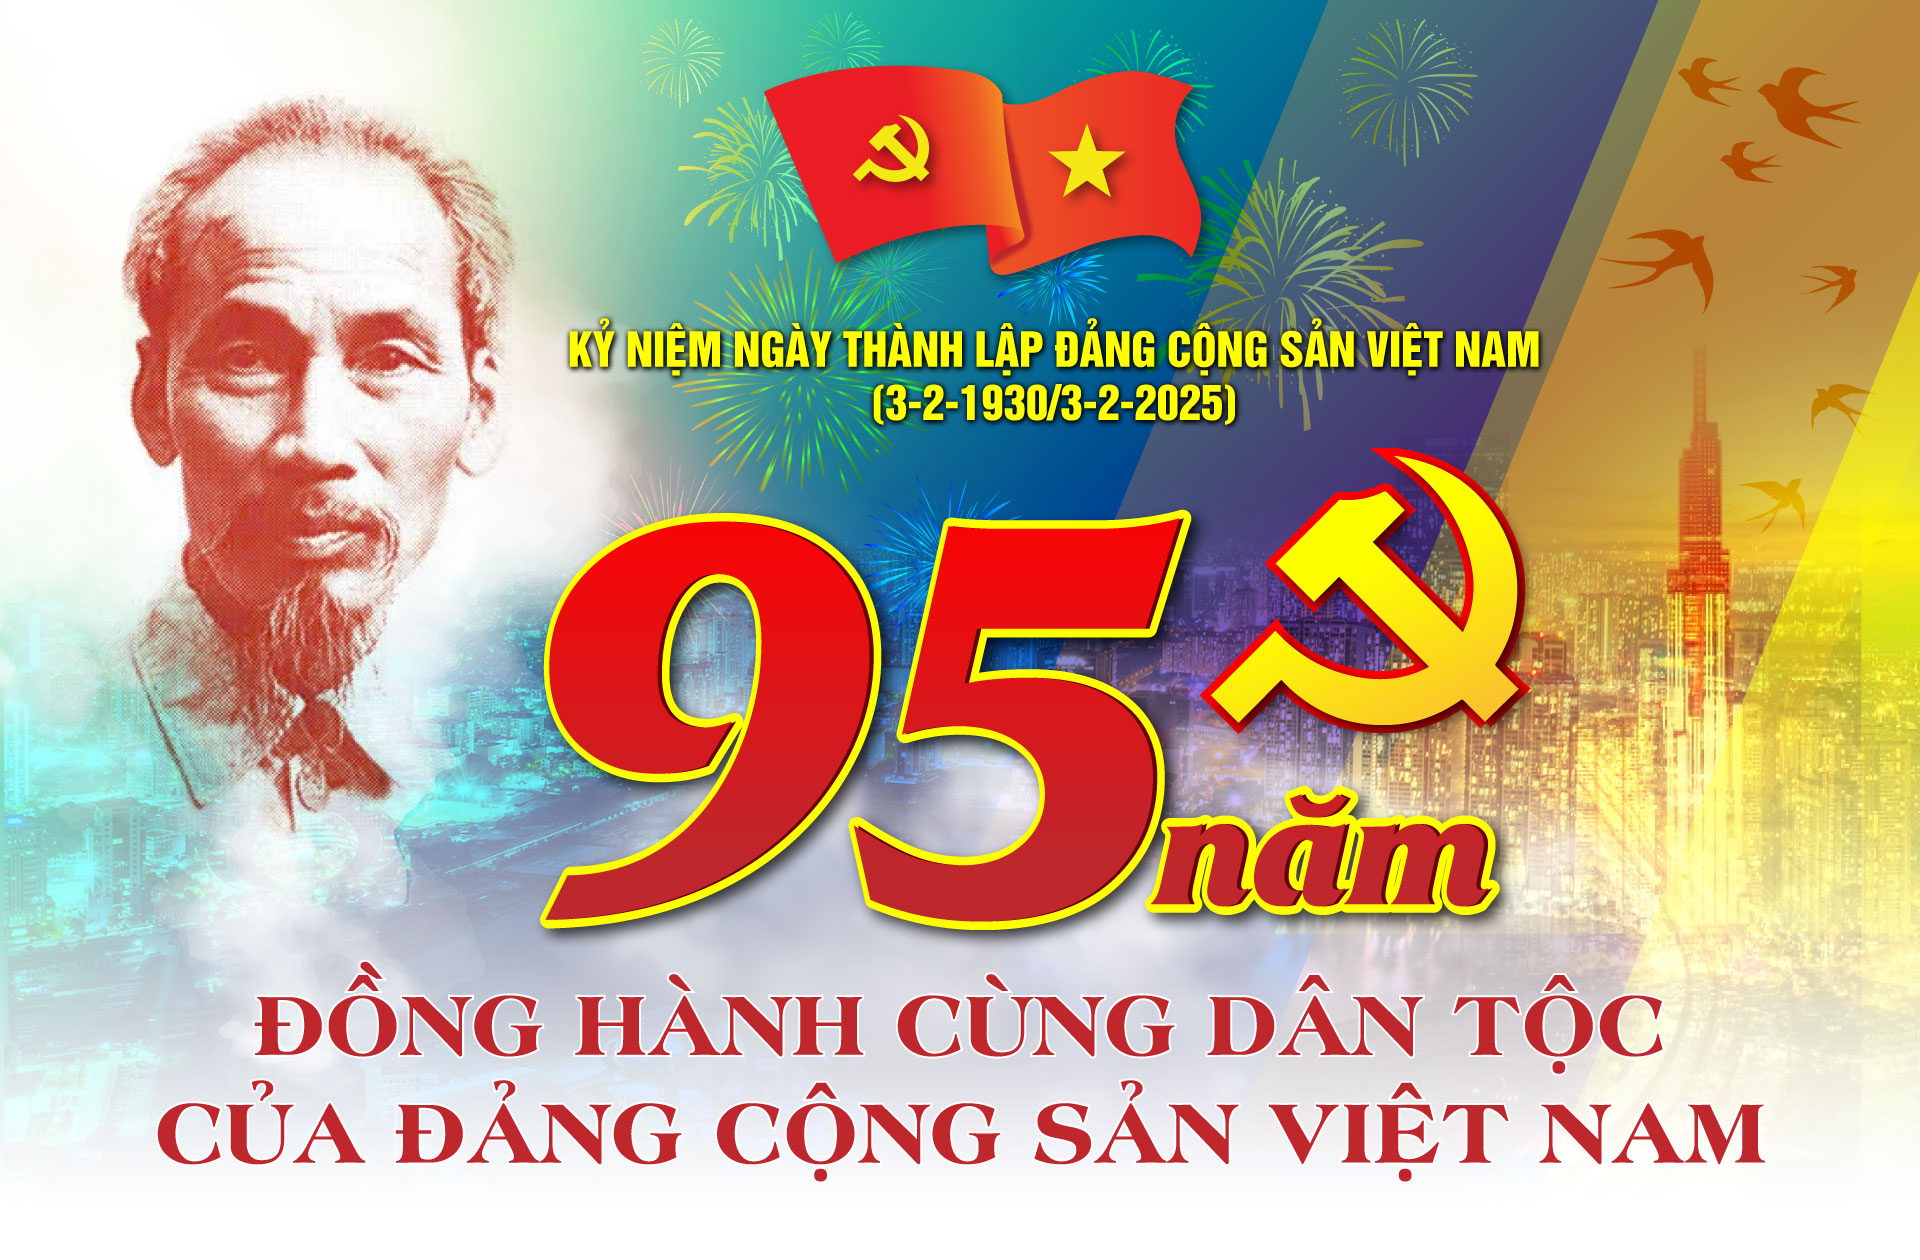 KỶ NIỆM NGÀY THÀNH LẬP ĐẢNG CỘNG SẢN VIỆT NAM
(3-2-1930/3-2-2025)
95
năm
ĐỒNG HÀNH CÙNG DÂN TỘC
CỦA ĐẢNG CỘNG SẢN VIỆT NAM